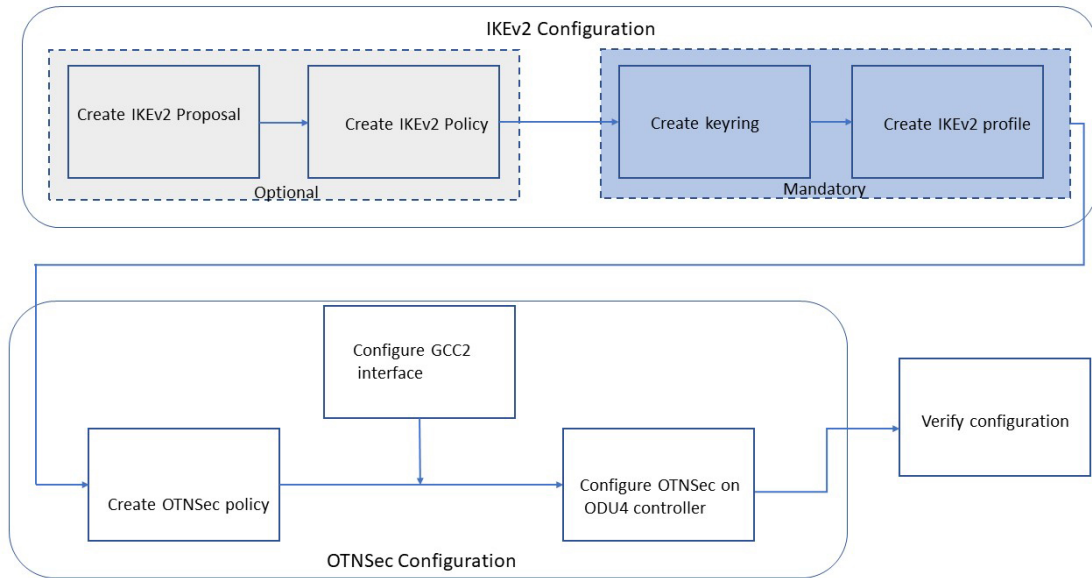 IKEv2 Configuration
Create IKEv2 Proposal
Create IKEv2 Policy
Optional
Create keyring
Create IKEv2 profile
Mandatory
Configure GCC2
interface
Create OTNSec policy
Configure OTNSec on
ODU4 controller
Verify configuration
OTNSec Configuration